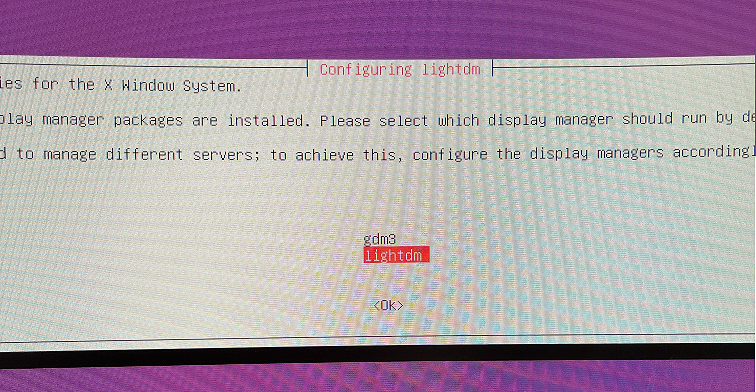 Configuring lightdm
ies for the X Window System.
play manager packages are installed. Please select which display manager should run by de
d to manage different servers; to achieve this, configure the display managers accordingl
gdm3
lightdm
<Ok>